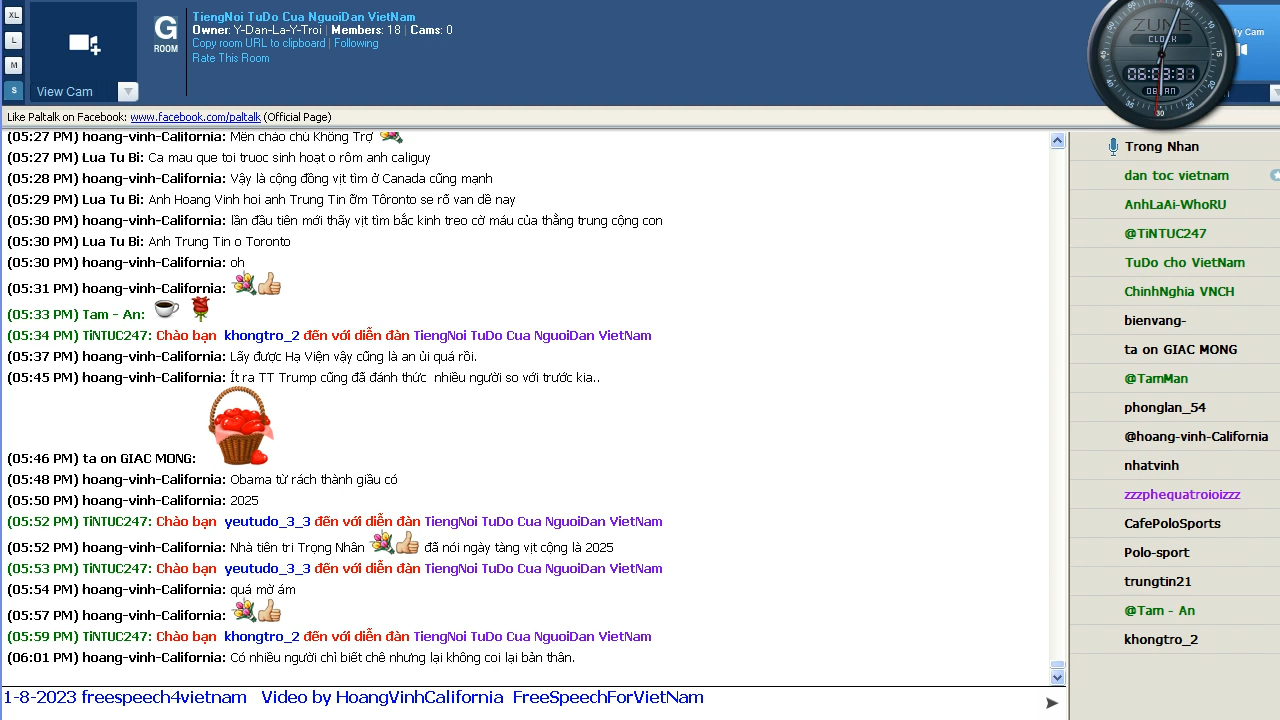 XL
L
M
S
View Cam
G
ROOM
TiengNoi TuDo Cua NguoiDan VietNam
Owner: Y-Dan-La-Y-Troi | Members: 18 | Cams: 0
Copy room URL to clipboard | Following
Rate This Room
ZUNE
CLOCK
06:03:31
My Cam
Like Paltalk on Facebook: www.facebook.com/paltalk (Official Page)
(05:27 PM) hoang-vinh-California: Mến chào chú Không Trợ
(05:27 PM) Lua Tu Bi: Ca mau que toi truoc sinh hoạt o rôm anh caliguy
(05:28 PM) hoang-vinh-California: Vậy là cộng đồng vịt tìm ở Canada cũng mạnh
(05:29 PM) Lua Tu Bi: Anh Hoang Vinh hoi anh Trung Tin ỡm Tôronto se rõ van dề nay
(05:30 PM) hoang-vinh-California: lần đầu tiên mới thấy vịt tìm bắc kinh treo cờ máu của thằng trung cộng con
(05:30 PM) Lua Tu Bi: Anh Trung Tin o Toronto
(05:30 PM) hoang-vinh-California: oh
(05:31 PM) hoang-vinh-California:
(05:33 PM) Tam - An:
(05:34 PM) TiNTUC247: Chào bạn khongtro_2 đến với diễn đàn TiengNoi TuDo Cua NguoiDan VietNam
(05:37 PM) hoang-vinh-California: Lấy được Hạ Viện vậy cũng là an ủi quá rồi.
(05:45 PM) hoang-vinh-California: Ít ra TT Trump cũng đã đánh thức nhiều người so với trước kia..
(05:46 PM) ta on GIAC MONG:
(05:48 PM) hoang-vinh-California: Obama từ rách thành giầu có
(05:50 PM) hoang-vinh-California: 2025
(05:52 PM) TiNTUC247: Chào bạn yeutudo_3_3 đến với diễn đàn TiengNoi TuDo Cua NguoiDan VietNam
(05:52 PM) hoang-vinh-California: Nhà tiên tri Trọng Nhân đã nói ngày tàng vịt cộng là 2025
(05:53 PM) TiNTUC247: Chào bạn yeutudo_3_3 đến với diễn đàn TiengNoi TuDo Cua NguoiDan VietNam
(05:54 PM) hoang-vinh-California: quá mờ ám
(05:57 PM) hoang-vinh-California:
(05:59 PM) TiNTUC247: Chào bạn khongtro_2 đến với diễn đàn TiengNoi TuDo Cua NguoiDan VietNam
(06:01 PM) hoang-vinh-California: Có nhiều người chỉ biết chê nhưng lại không coi lại bản thân.
1-8-2023 freespeech4vietnam Video by HoangVinhCalifornia FreeSpeechForVietNam
Trong Nhan
dan toc vietnam
AnhLaAi-WhoRU
@TiNTUC247
TuDo cho VietNam
ChinhNghia VNCH
bienvang-
ta on GIAC MONG
@TamMan
phonglan_54
@hoang-vinh-California
nhatvinh
zzzphequatroioizzz
CafePoloSports
Polo-sport
trungtin21
@Tam - An
khongtro_2